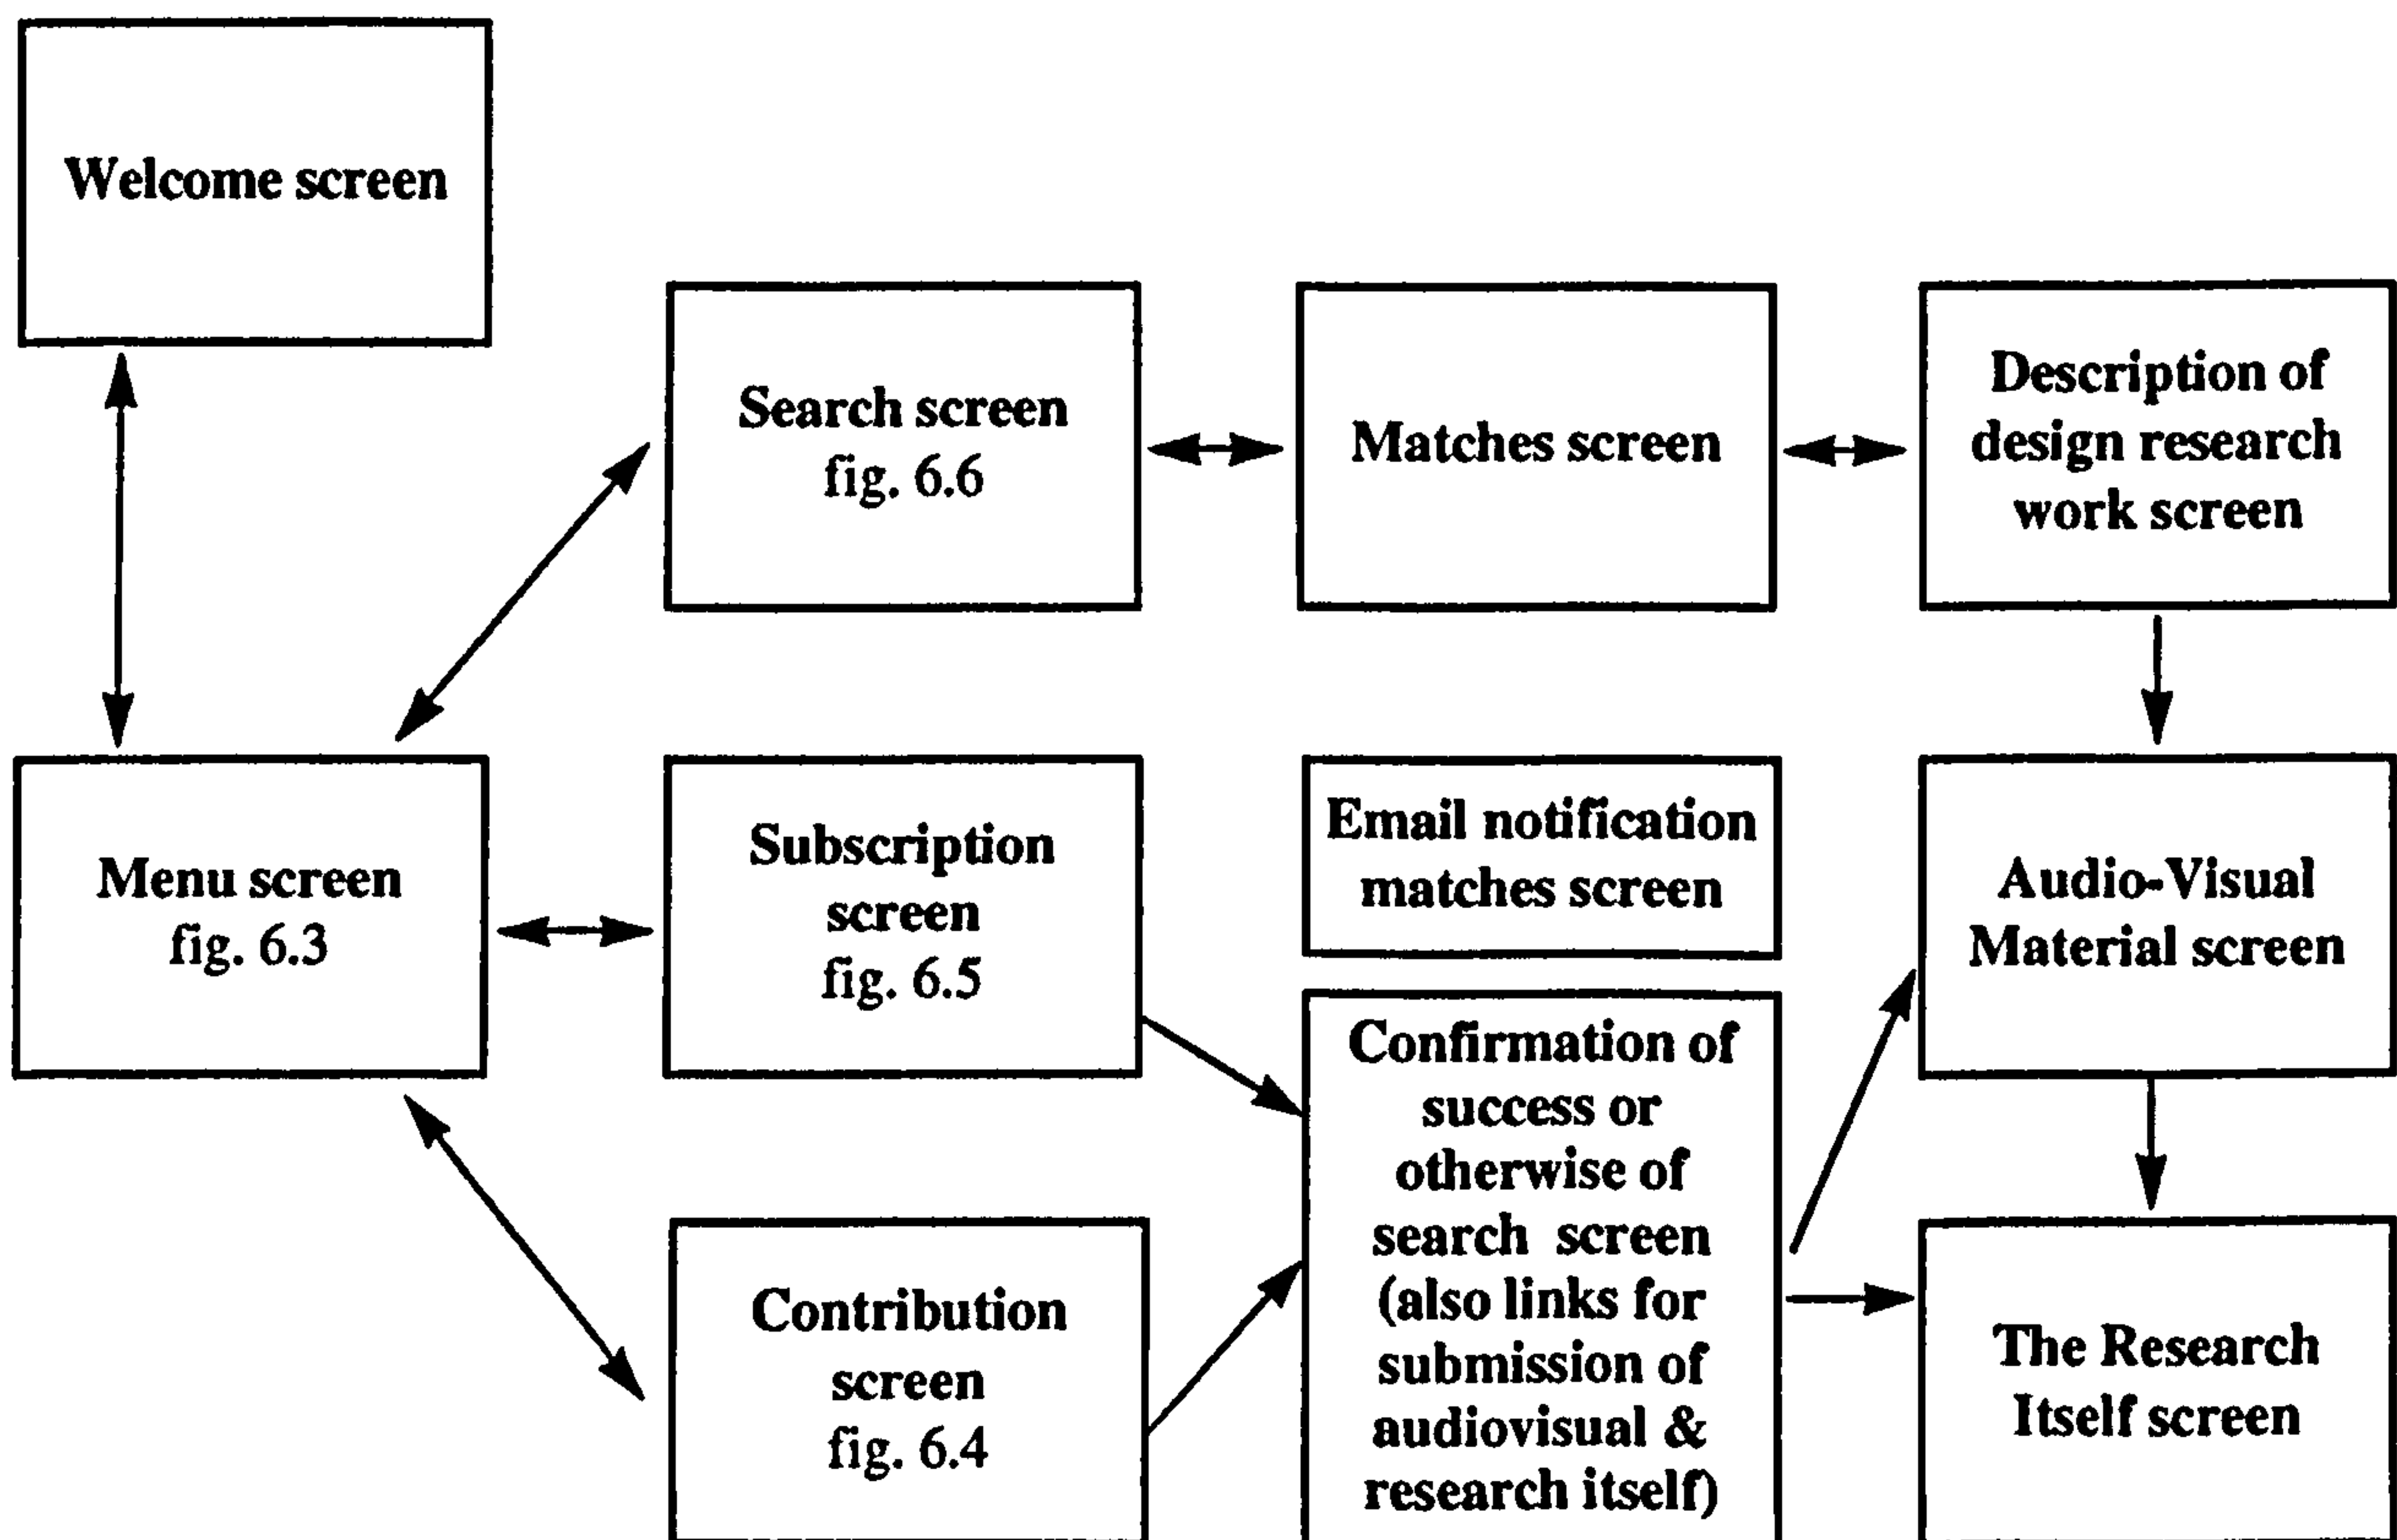 Welcome screen
Search screen
fig. 6.6
Matches screen
Description of
design research
work screen
Menu screen
fig. 6.3
Subscription
screen
fig. 6.5
Email notification
matches screen
Audio-Visual
Material screen
Contribution
screen
fig. 6.4
Confirmation of
success or
otherwise of
search screen
(also links for
submission of
audiovisual &
research itself)
The Research
Itself screen